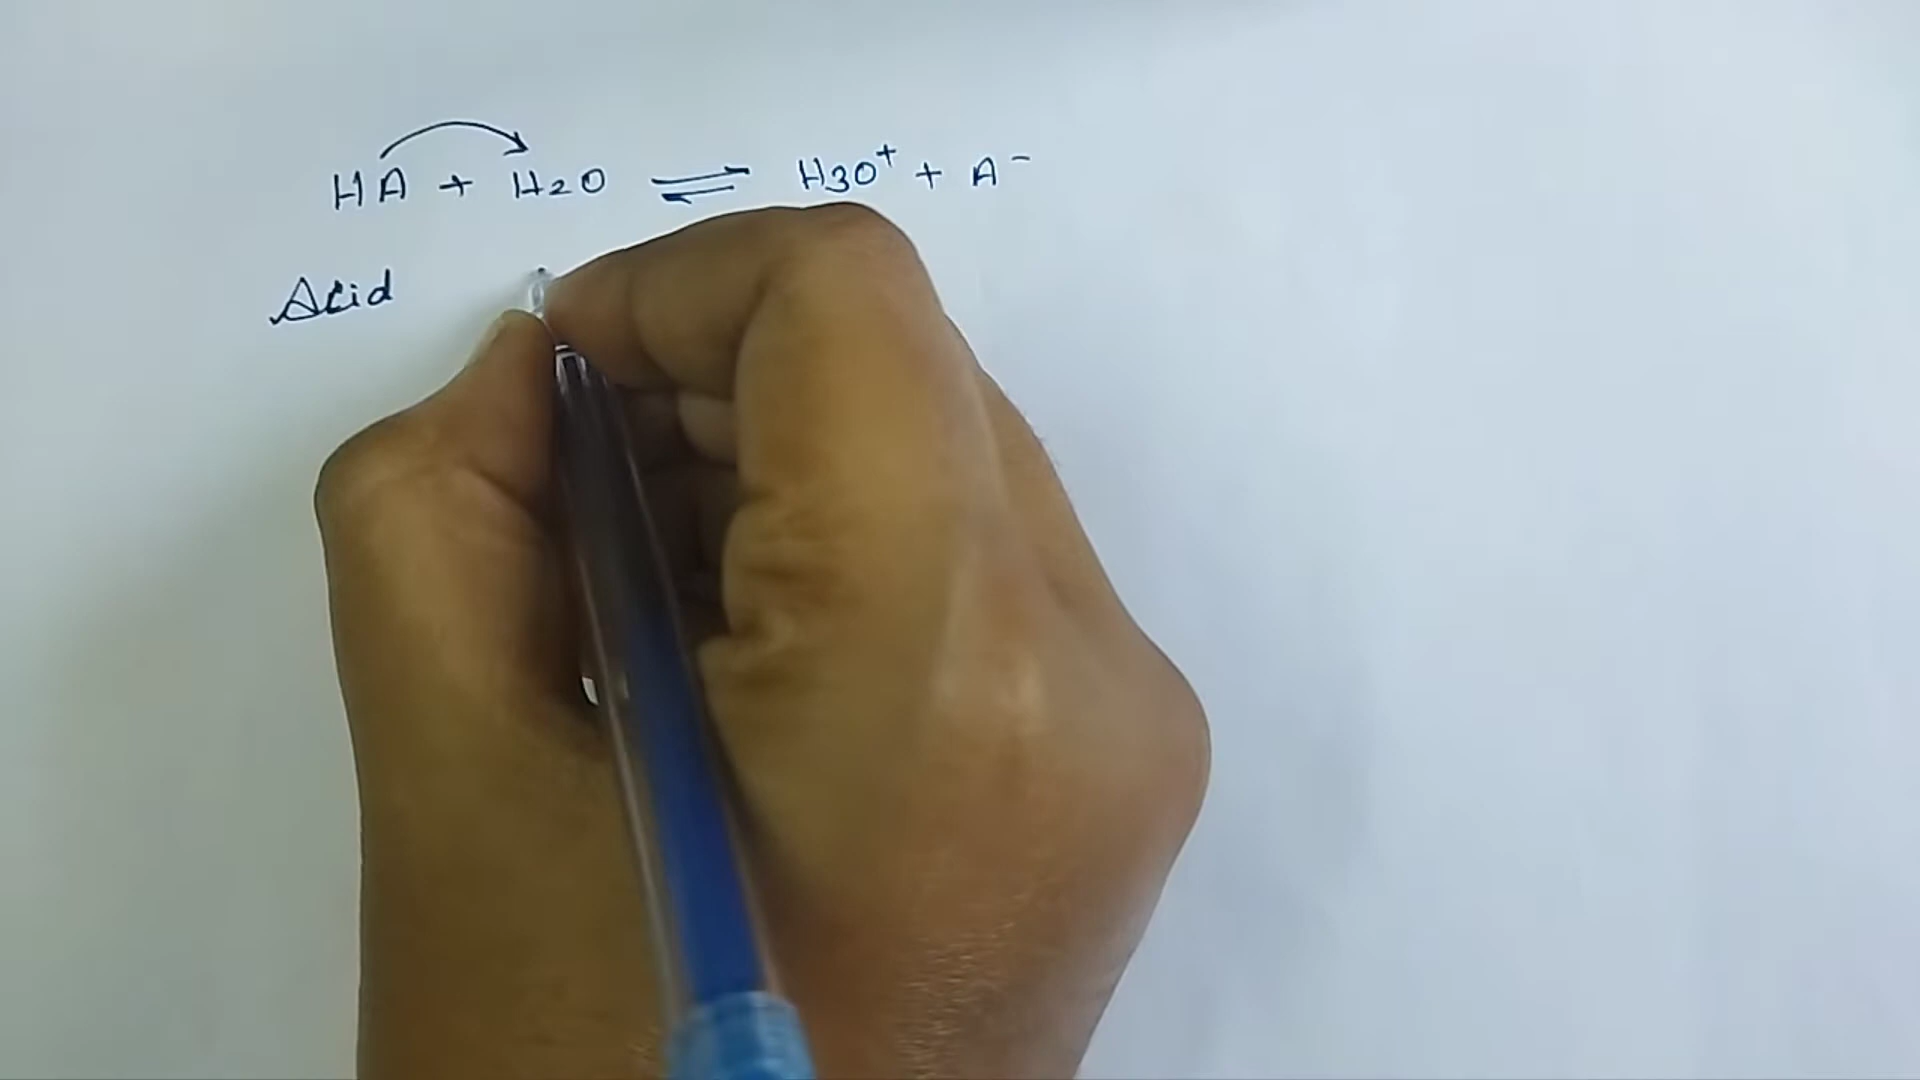 HA + H2O ⇌ H3O⁺ + A⁻
Acid